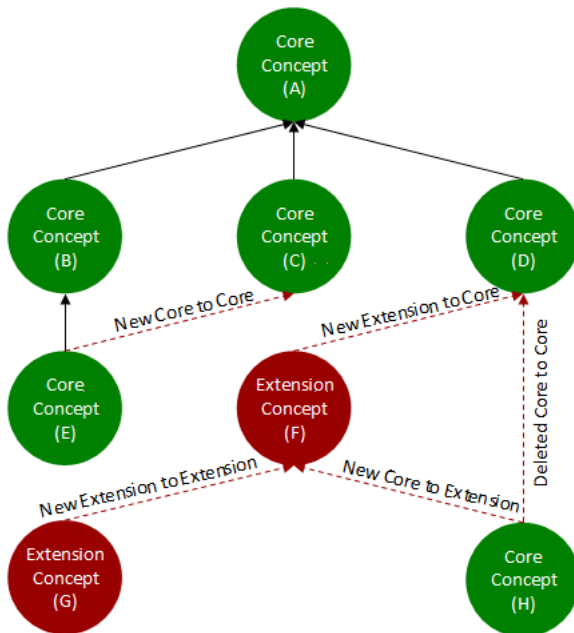 Core
Concept
(A)
Core
Concept
(B)
Core
Concept
(C)
Core
Concept
(D)
New Core to Core
New Extension to Core
Deleted Core to Core
Core
Concept
(E)
Extension
Concept
(F)
New Extension to Extension
New Core to Extension
Extension
Concept
(G)
Core
Concept
(H)